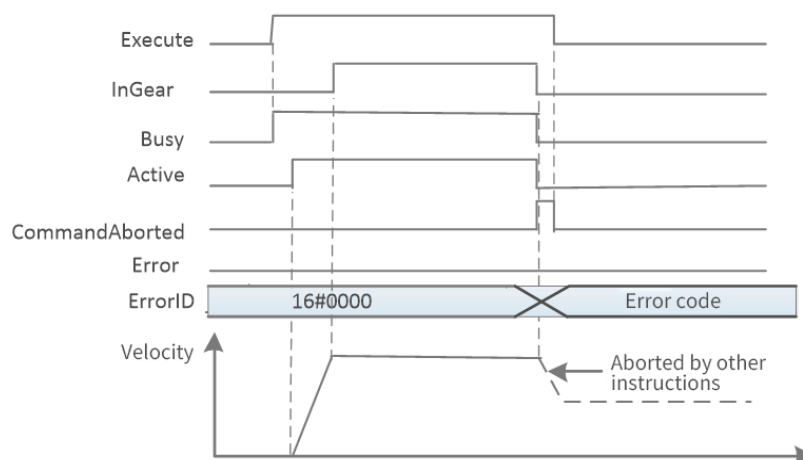 Execute
InGear
Busy
Active
CommandAborted
Error
ErrorID 16#0000 Error code
Velocity
Aborted by other
instructions